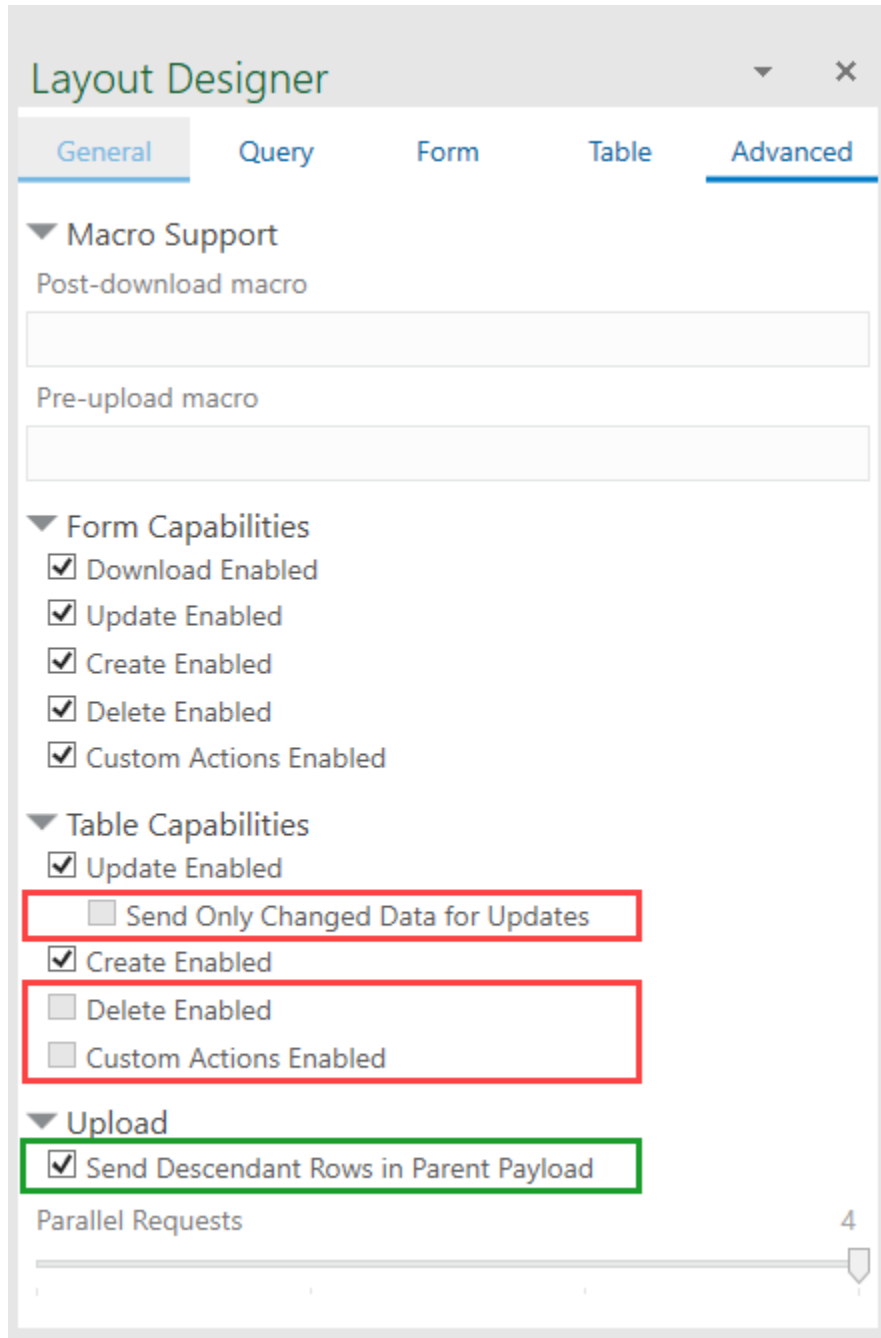 Layout Designer
General Query Form Table Advanced
Macro Support
Post-download macro
Pre-upload macro
Form Capabilities
Download Enabled
Update Enabled
Create Enabled
Delete Enabled
Custom Actions Enabled
Table Capabilities
Update Enabled
Send Only Changed Data for Updates
Create Enabled
Delete Enabled
Custom Actions Enabled
Upload
Send Descendant Rows in Parent Payload
Parallel Requests 4